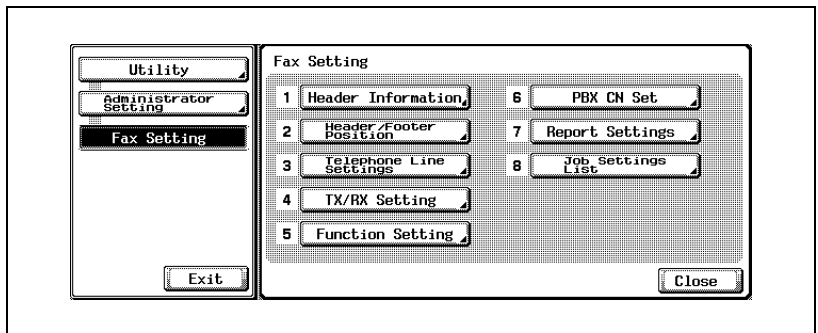 Utility
Administrator
Setting
Fax Setting
Exit
Fax Setting
1 Header Information
2 Header/Footer
Position
3 Telephone Line
Settings
4 TX/RX Setting
5 Function Setting
6 PBX CN Set
7 Report Settings
8 Job Settings
List
Close